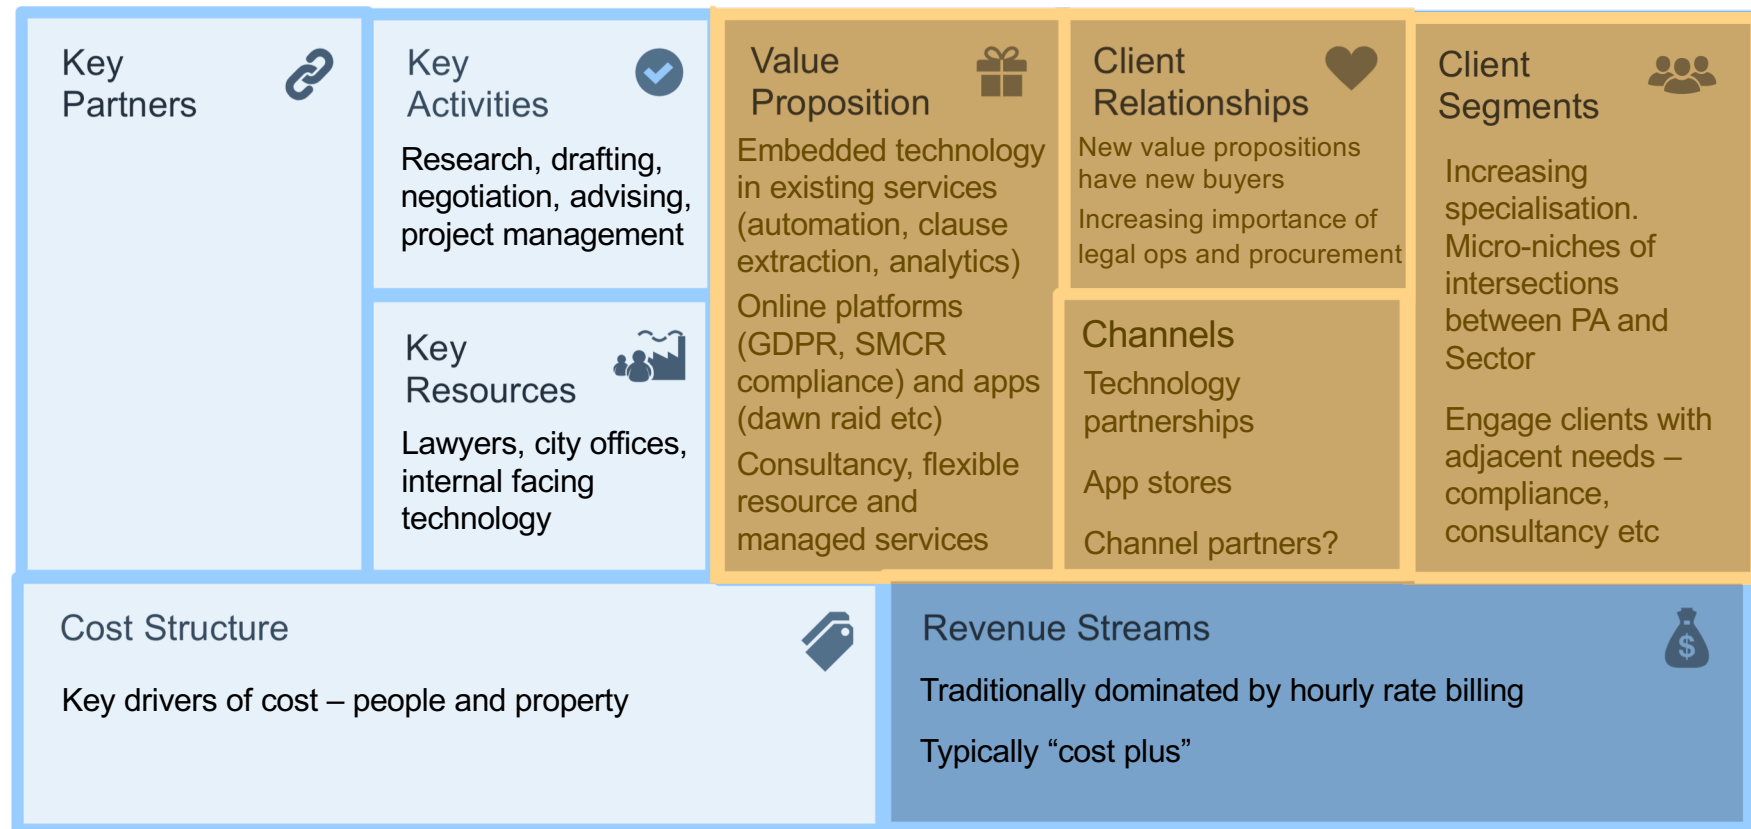 Key
Partners
Key
Activities
Research, drafting,
negotiation, advising,
project management
Key
Resources
Lawyers, city offices,
internal facing
technology
Value
Proposition
Embedded technology
in existing services
(automation, clause
extraction, analytics)
Online platforms
(GDPR, SMCR
compliance) and apps
(dawn raid etc)
Consultancy, flexible
resource and
managed services
Client
Relationships
New value propositions
have new buyers
Increasing importance of
legal ops and procurement
Channels
Technology
partnerships
App stores
Channel partners?
Client
Segments
Increasing
specialisation.
Micro-niches of
intersections
between PA and
Sector
Engage clients with
adjacent needs –
compliance,
consultancy etc
Cost Structure
Key drivers of cost – people and property
Revenue Streams
$
Traditionally dominated by hourly rate billing
Typically “cost plus”